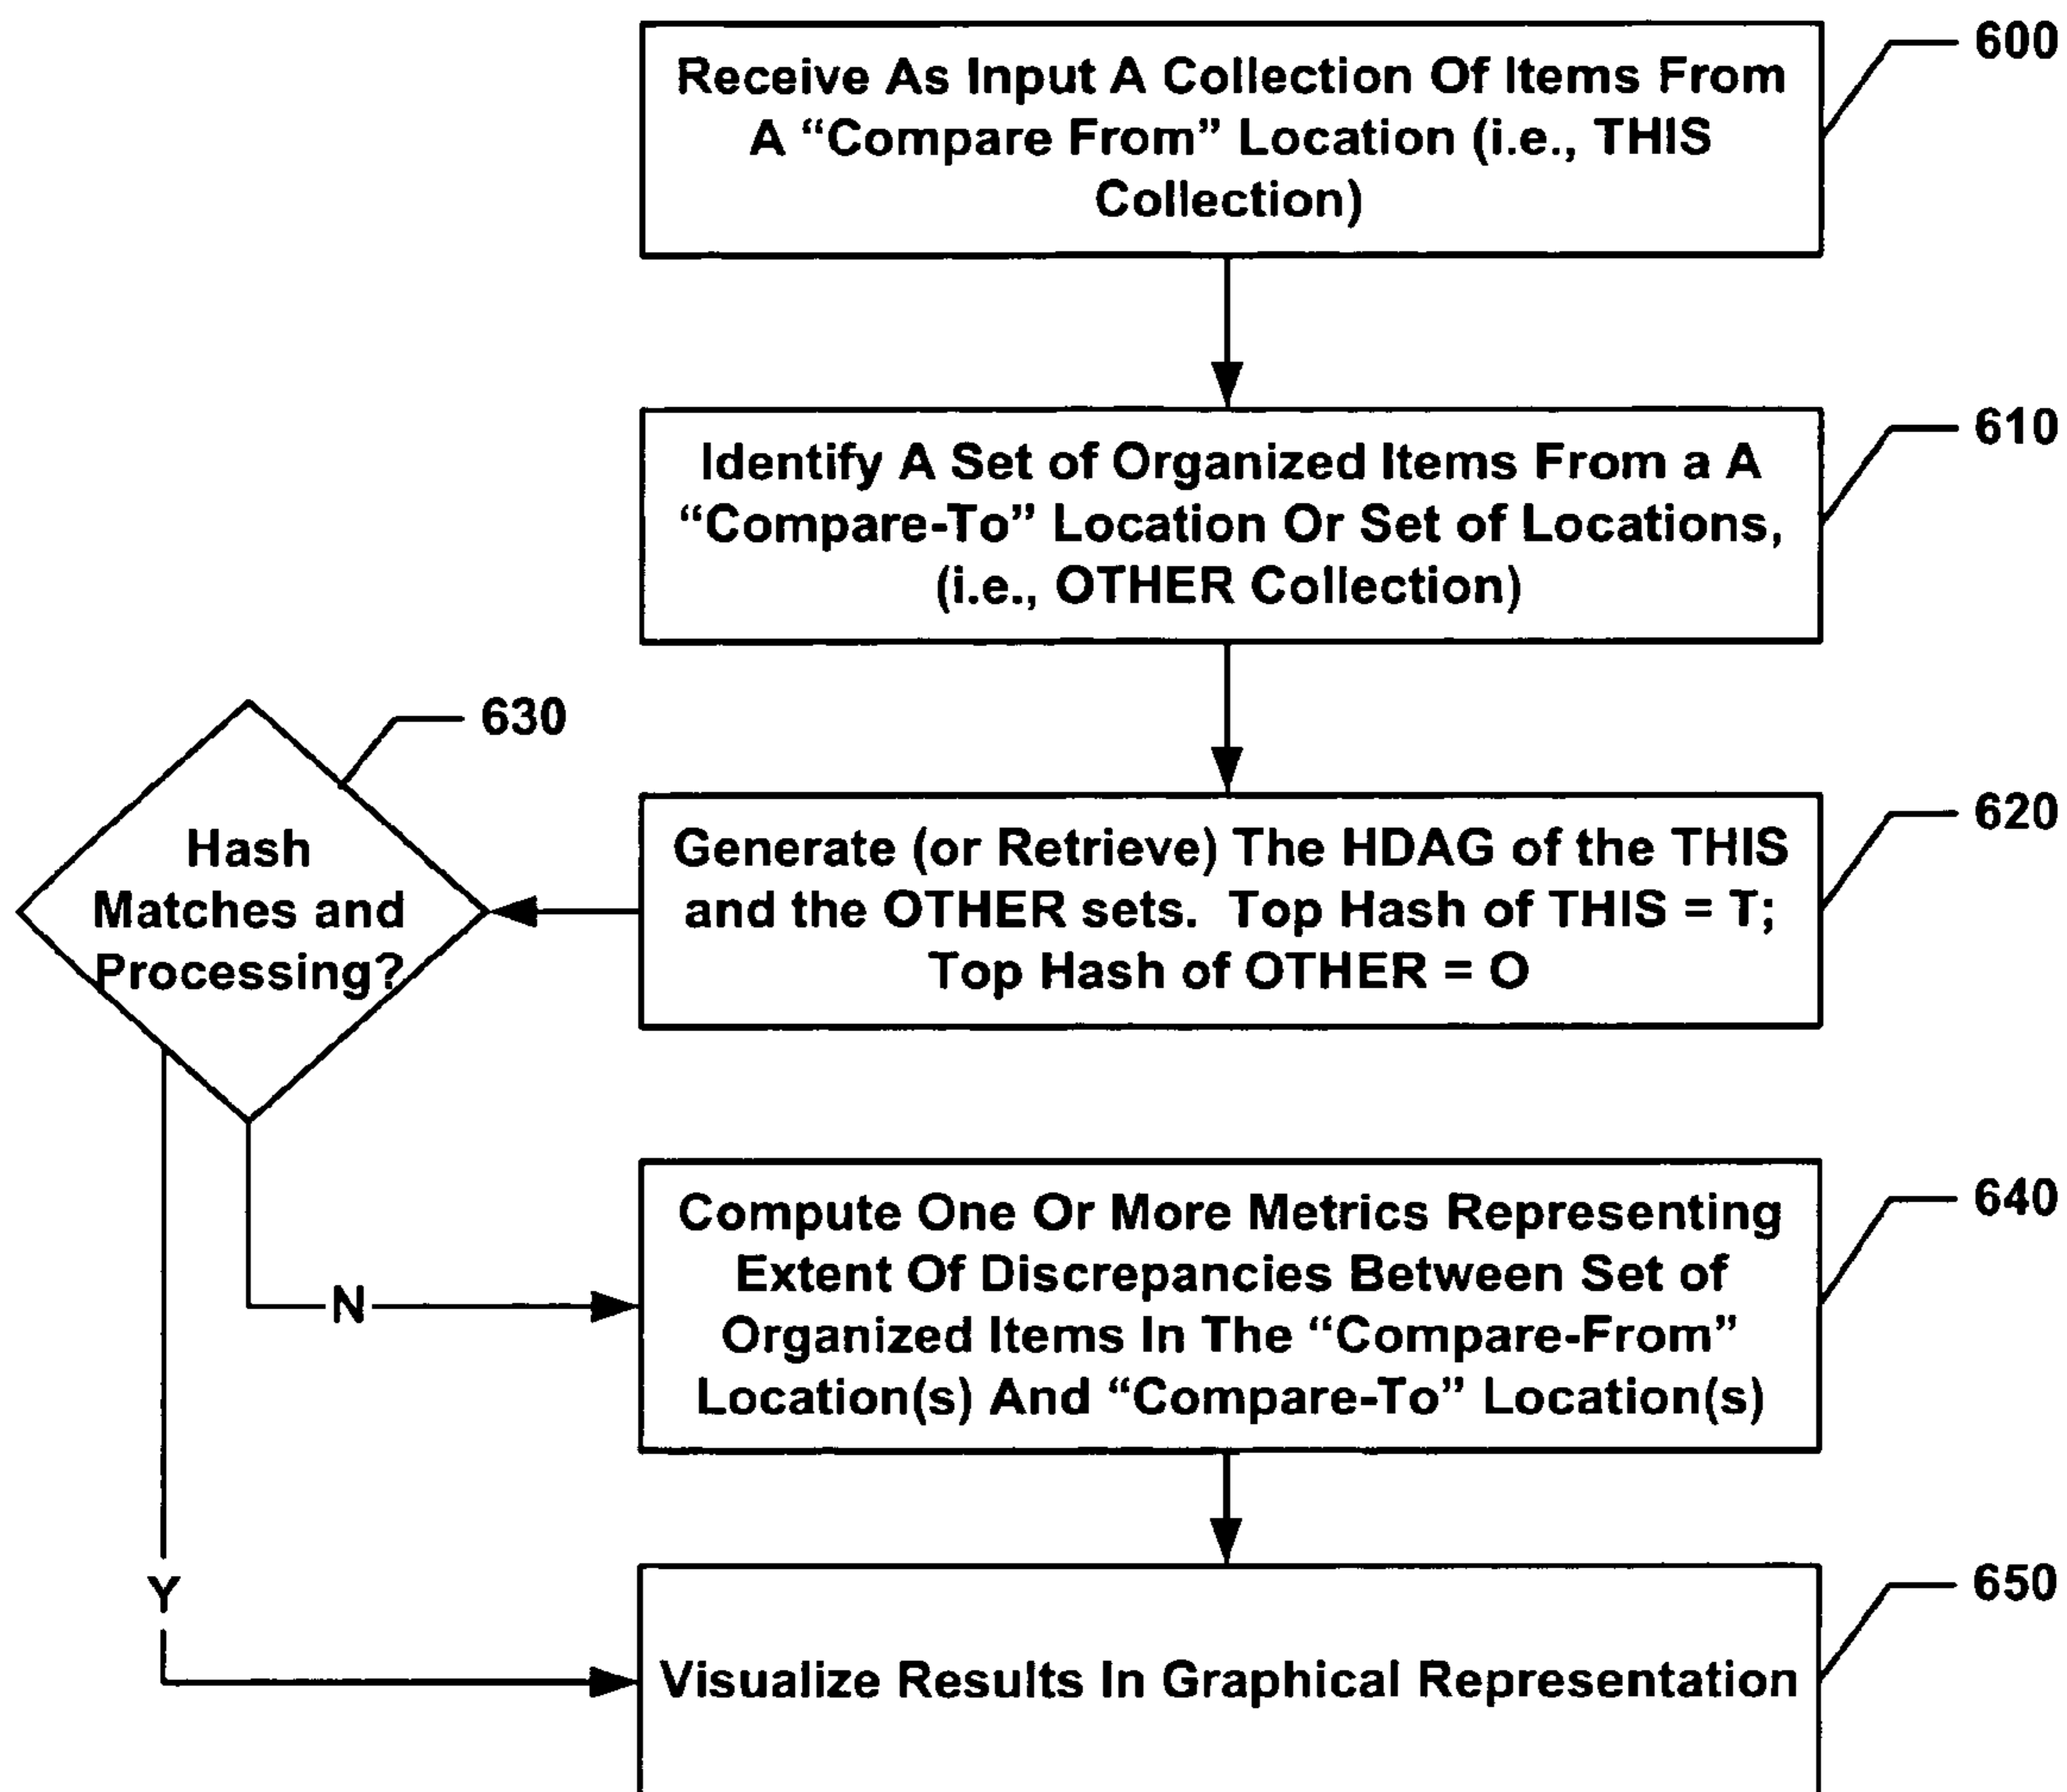 600
Receive As Input A Collection Of Items From
A “Compare From” Location (i.e., THIS
Collection)
610
Identify A Set of Organized Items From a A
“Compare-To” Location Or Set of Locations,
(i.e., OTHER Collection)
620
Generate (or Retrieve) The HDAG of the THIS
and the OTHER sets. Top Hash of THIS = T;
Top Hash of OTHER = O
630
Hash
Matches and
Processing?
N
640
Compute One Or More Metrics Representing
Extent Of Discrepancies Between Set of
Organized Items In The “Compare-From”
Location(s) And “Compare-To” Location(s)
Y
650
Visualize Results In Graphical Representation